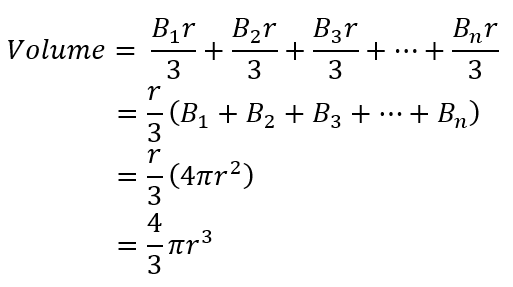 Volume = B₁r/3 + B₂r/3 + B₃r/3 + ⋯ + Bₙr/3
= r/3 (B₁ + B₂ + B₃ + ⋯ + Bₙ)
= r/3 (4πr²)
= 4/3 πr³